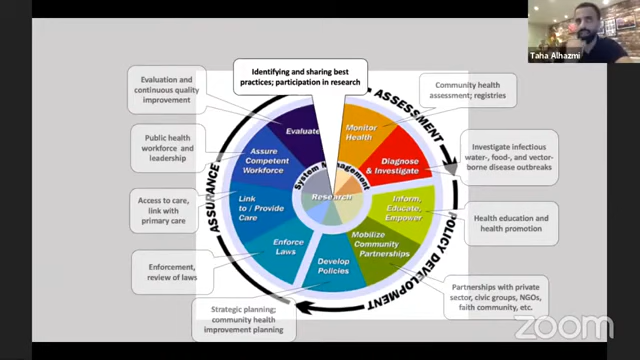 Taha Alhazmi
Identifying and sharing best
practices; participation in research
Evaluation and
continuous quality
improvement
Community health
assessment; registries
Public health
workforce and
leadership
Investigate infectious
water-, food-, and vector-
borne disease outbreaks
Access to care,
link with
primary care
Health education and
health promotion
Enforcement,
review of laws
Partnerships with private
sector, civic groups, NGOs,
faith community, etc.
Strategic planning;
community health
improvement planning
ASSESSMENT
POLICY DEVELOPMENT
ASSURANCE
Evaluate
Monitor
Health
Assure
Competent
Workforce
Diagnose
& Investigate
Link
to / Provide
Care
Inform,
Educate,
Empower
Enforce
Laws
Mobilize
Community
Partnerships
Develop
Policies
System
Research
zoom